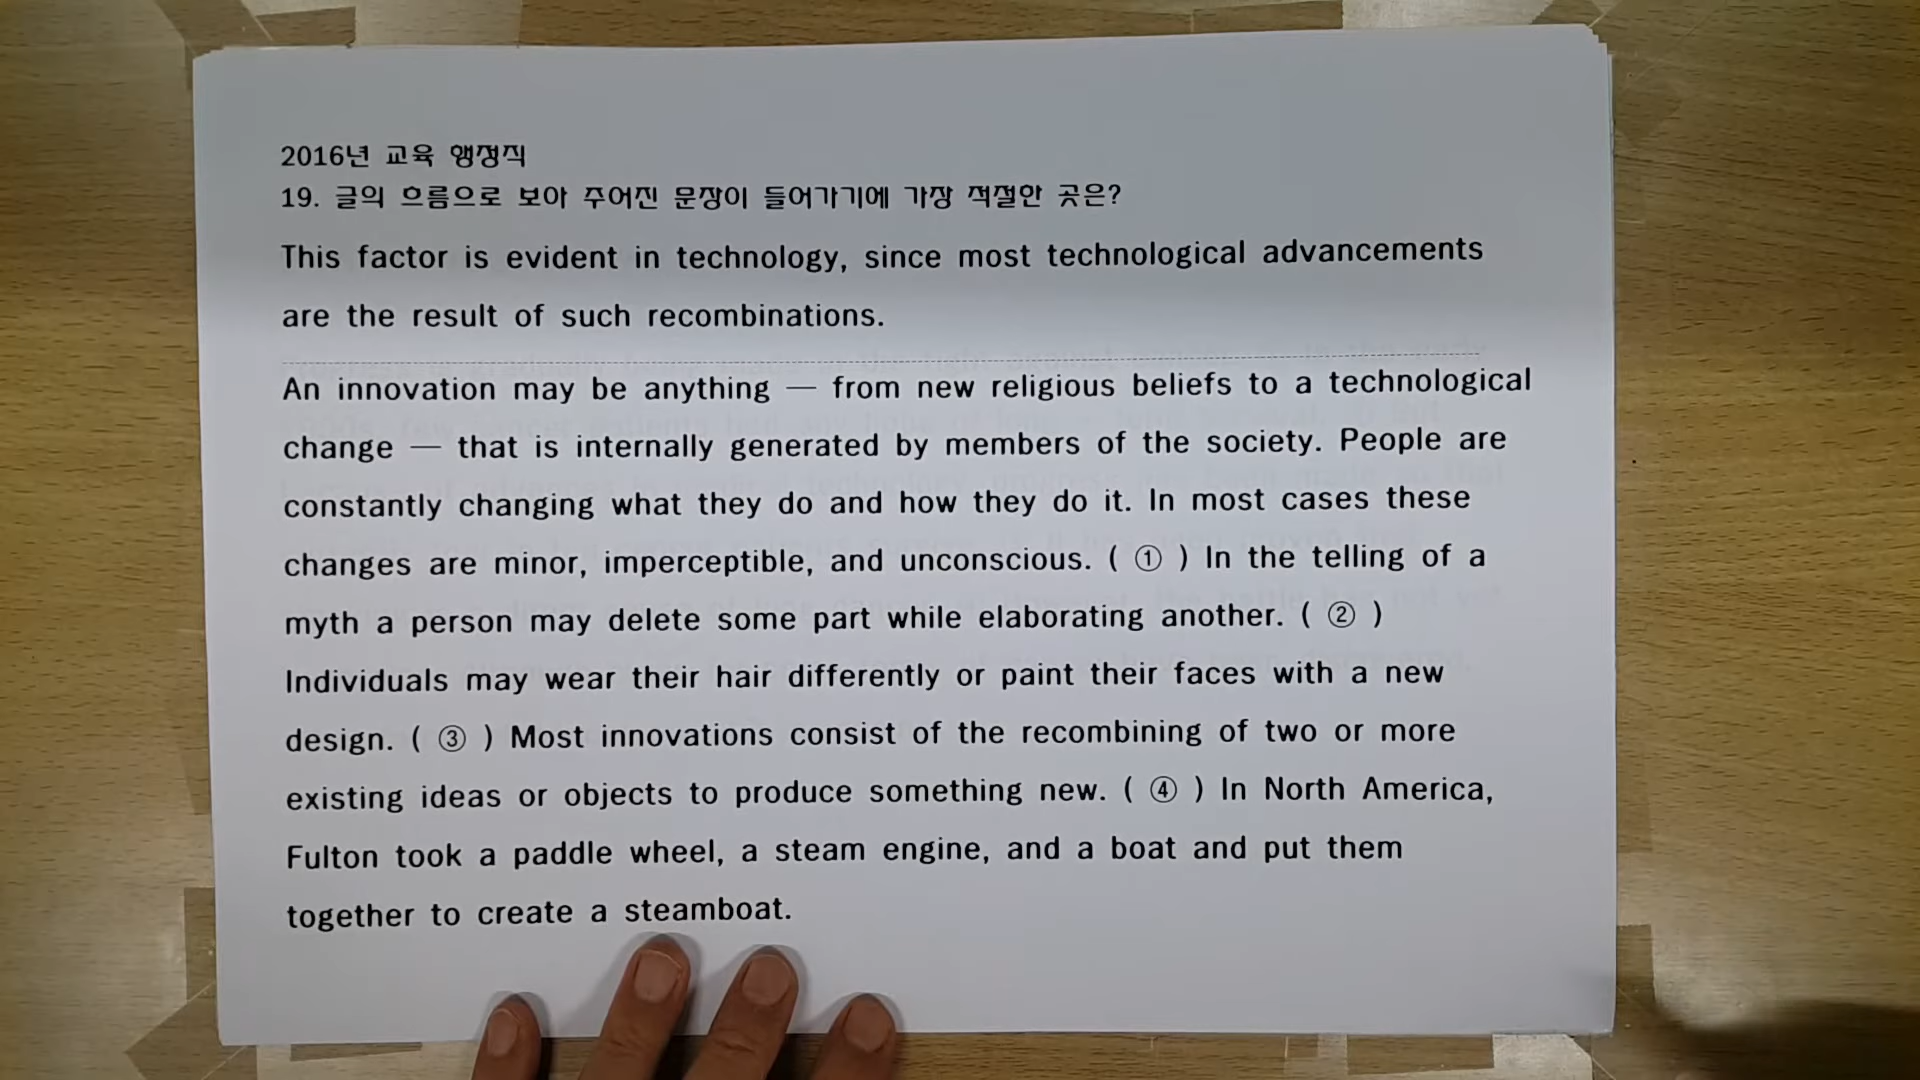 2016년 교육 행정직
19. 글의 흐름으로 보아 주어진 문장이 들어가기에 가장 적절한 곳은?
This factor is evident in technology, since most technological advancements
are the result of such recombinations.
An innovation may be anything — from new religious beliefs to a technological
change — that is internally generated by members of the society. People are
constantly changing what they do and how they do it. In most cases these
changes are minor, imperceptible, and unconscious. ( ① ) In the telling of a
myth a person may delete some part while elaborating another. ( ② )
Individuals may wear their hair differently or paint their faces with a new
design. ( ③ ) Most innovations consist of the recombining of two or more
existing ideas or objects to produce something new. ( ④ ) In North America,
Fulton took a paddle wheel, a steam engine, and a boat and put them
together to create a steamboat.